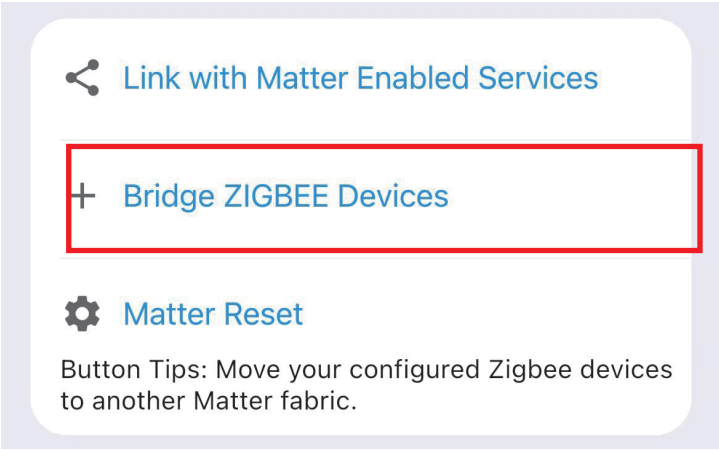 Link with Matter Enabled Services
Bridge ZIGBEE Devices
Matter Reset
Button Tips: Move your configured Zigbee devices
to another Matter fabric.